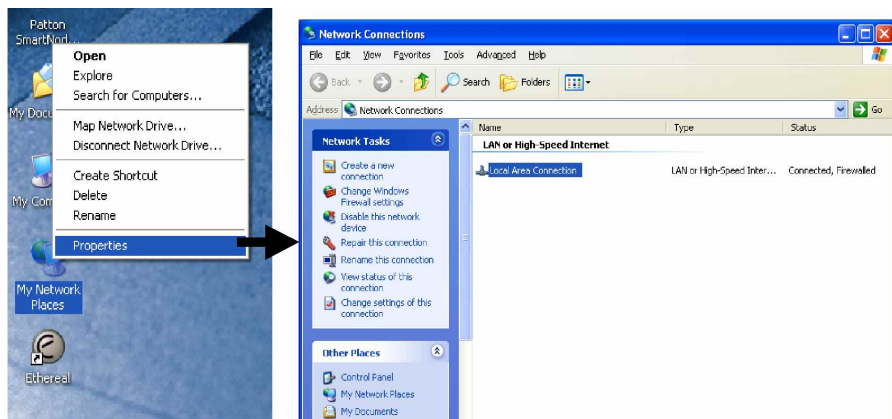 Patton
SmartNod...
Open
Explore
Search for Computers...
My Docu
Map Network Drive...
Disconnect Network Drive...
Create Shortcut
My Com
Delete
Rename
Properties
My Network
Places
Ethereal
Network Connections
File Edit View Favorites Tools Advanced Help
Back Search Folders
Address Network Connections Go
Network Tasks
Create a new
connection
Change Windows
Firewall settings
Disable this network
device
Repair this connection
Rename this connection
View status of this
connection
Change settings of this
connection
Other Places
Control Panel
My Network Places
My Documents
Name Type Status
LAN or High-Speed Internet
Local Area Connection LAN or High-Speed Inter... Connected, Firewalled